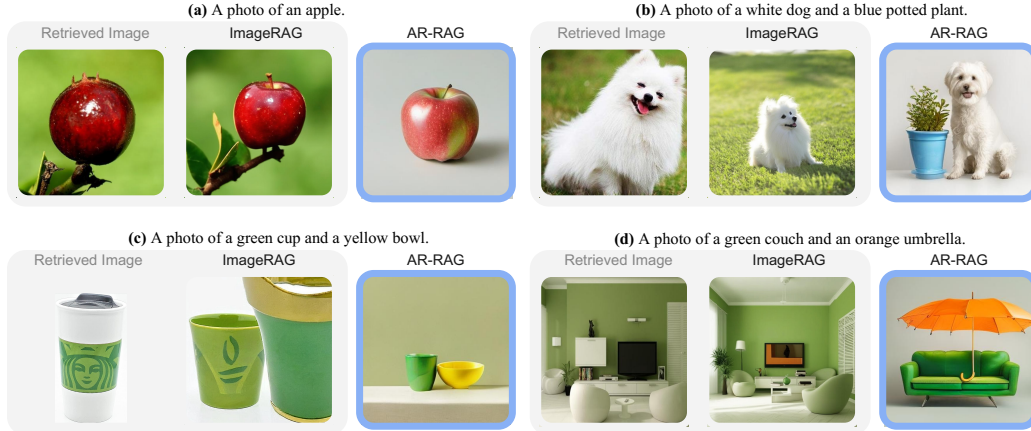 (a) A photo of an apple.
Retrieved Image
ImageRAG
AR-RAG
(b) A photo of a white dog and a blue potted plant.
Retrieved Image
ImageRAG
AR-RAG
(c) A photo of a green cup and a yellow bowl.
Retrieved Image
ImageRAG
AR-RAG
(d) A photo of a green couch and an orange umbrella.
Retrieved Image
ImageRAG
AR-RAG